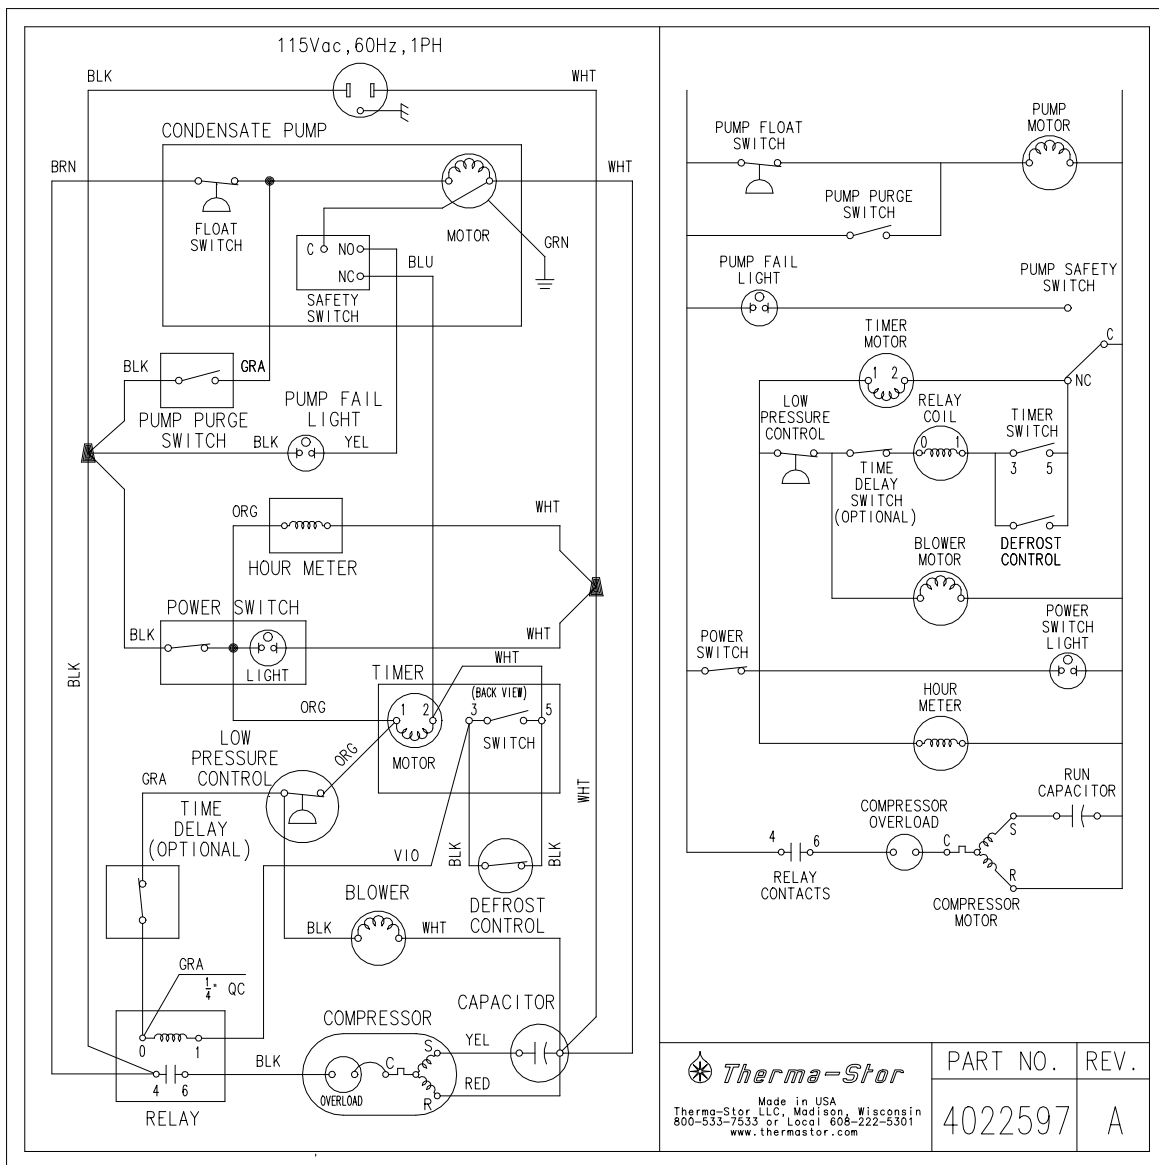 115Vac,60Hz,1PH
BLK
WHT
CONDENSATE PUMP
BRN
WHT
FLOAT
SWITCH
MOTOR
C
NO
NC
BLU
GRN
SAFETY
SWITCH
BLK
GRA
PUMP PURGE
SWITCH
PUMP FAIL
LIGHT
BLK
YEL
ORG
WHT
HOUR METER
POWER SWITCH
BLK
LIGHT
WHT
BLK
TIMER
WHT
(BACK VIEW)
1
2
3
5
ORG
SWITCH
MOTOR
LOW
PRESSURE
CONTROL
ORG
GRA
TIME
DELAY
(OPTIONAL)
WHT
VIO
BLK
BLK
BLOWER
DEFROST
CONTROL
BLK
WHT
GRA
1/4" QC
CAPACITOR
COMPRESSOR
0
1
S
YEL
BLK
C
4
6
OVERLOAD
R
RED
RELAY
PUMP
MOTOR
PUMP FLOAT
SWITCH
PUMP PURGE
SWITCH
PUMP FAIL
LIGHT
PUMP SAFETY
SWITCH
TIMER
MOTOR
C
1
2
NC
LOW
PRESSURE
CONTROL
RELAY
COIL
TIMER
SWITCH
0
1
3
5
TIME
DELAY
SWITCH
(OPTIONAL)
BLOWER
MOTOR
DEFROST
CONTROL
POWER
SWITCH
POWER
SWITCH
LIGHT
HOUR
METER
RUN
CAPACITOR
COMPRESSOR
OVERLOAD
S
4
6
C
R
RELAY
CONTACTS
COMPRESSOR
MOTOR
Therma-Stor
Made in USA
Therma-Stor LLC, Madison, Wisconsin
800-533-7533 or Local 608-222-5301
www.thermastor.com
PART NO.
REV.
4022597
A